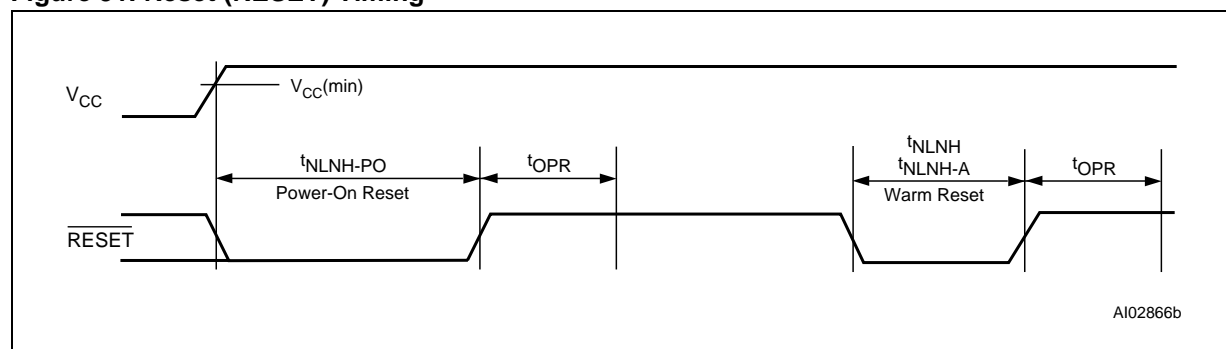 Figure Reset (RESET) Timing
VCC
VCC(min)
tNLNH-PO
Power-On Reset
tOPR
tNLNH
tNLNH-A
Warm Reset
tOPR
RESET
AI02866b